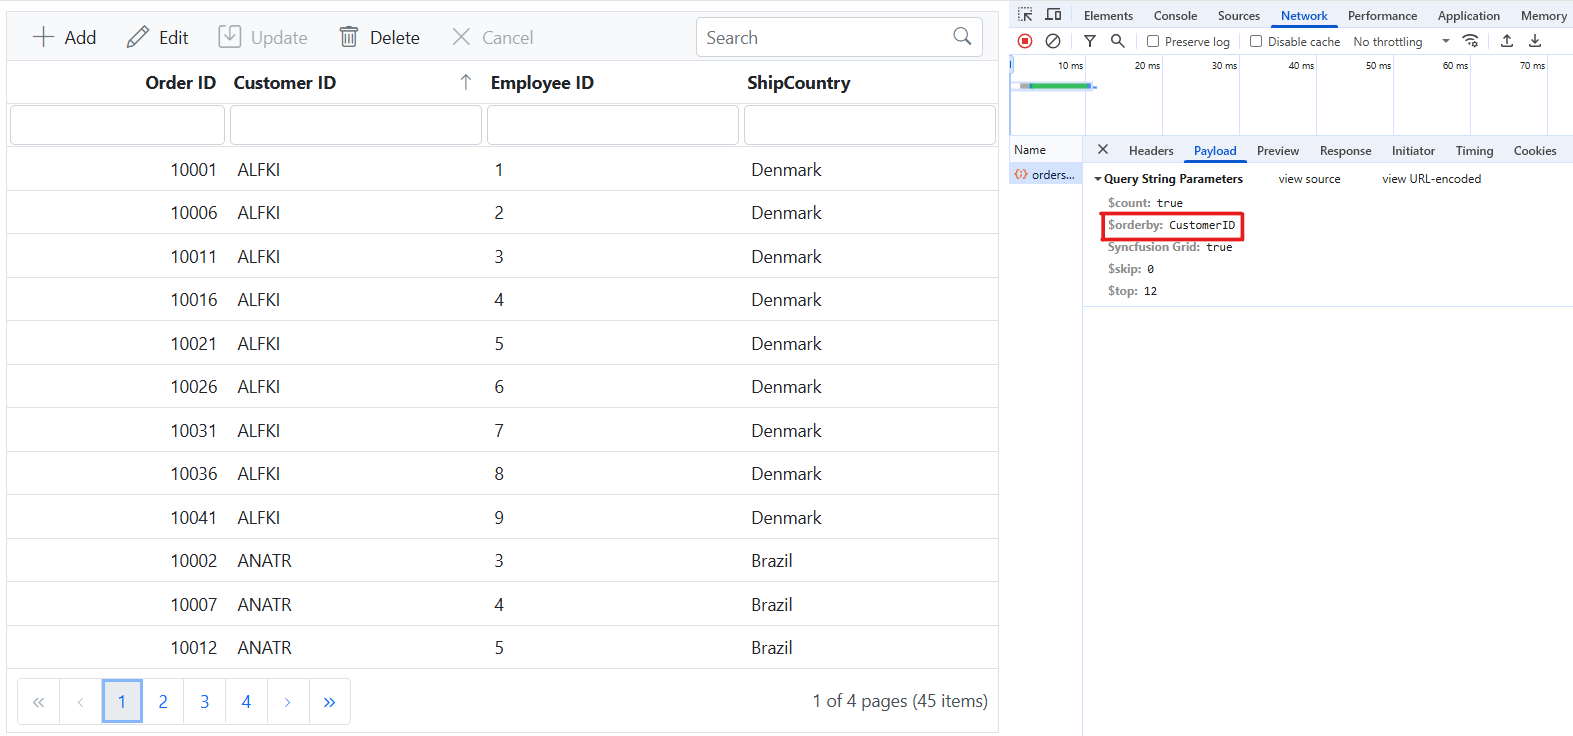 Add Edit Update Delete Cancel Search
Order ID Customer ID Employee ID ShipCountry
10001 ALFKI 1 Denmark
10006 ALFKI 2 Denmark
10011 ALFKI 3 Denmark
10016 ALFKI 4 Denmark
10021 ALFKI 5 Denmark
10026 ALFKI 6 Denmark
10031 ALFKI 7 Denmark
10036 ALFKI 8 Denmark
10041 ALFKI 9 Denmark
10002 ANATR 3 Brazil
10007 ANATR 4 Brazil
10012 ANATR 5 Brazil
1 2 3 4 1 of 4 pages (45 items)
Elements Console Sources Network Performance Application Memory
Preserve log Disable cache No throttling
10 ms 20 ms 30 ms 40 ms 50 ms 60 ms 70 ms
Name Headers Payload Preview Response Initiator Timing Cookies
orders... Query String Parameters view source view URL-encoded
$count: true
$orderby: CustomerID
Syncfusion Grid: true
$skip: 0
$top: 12